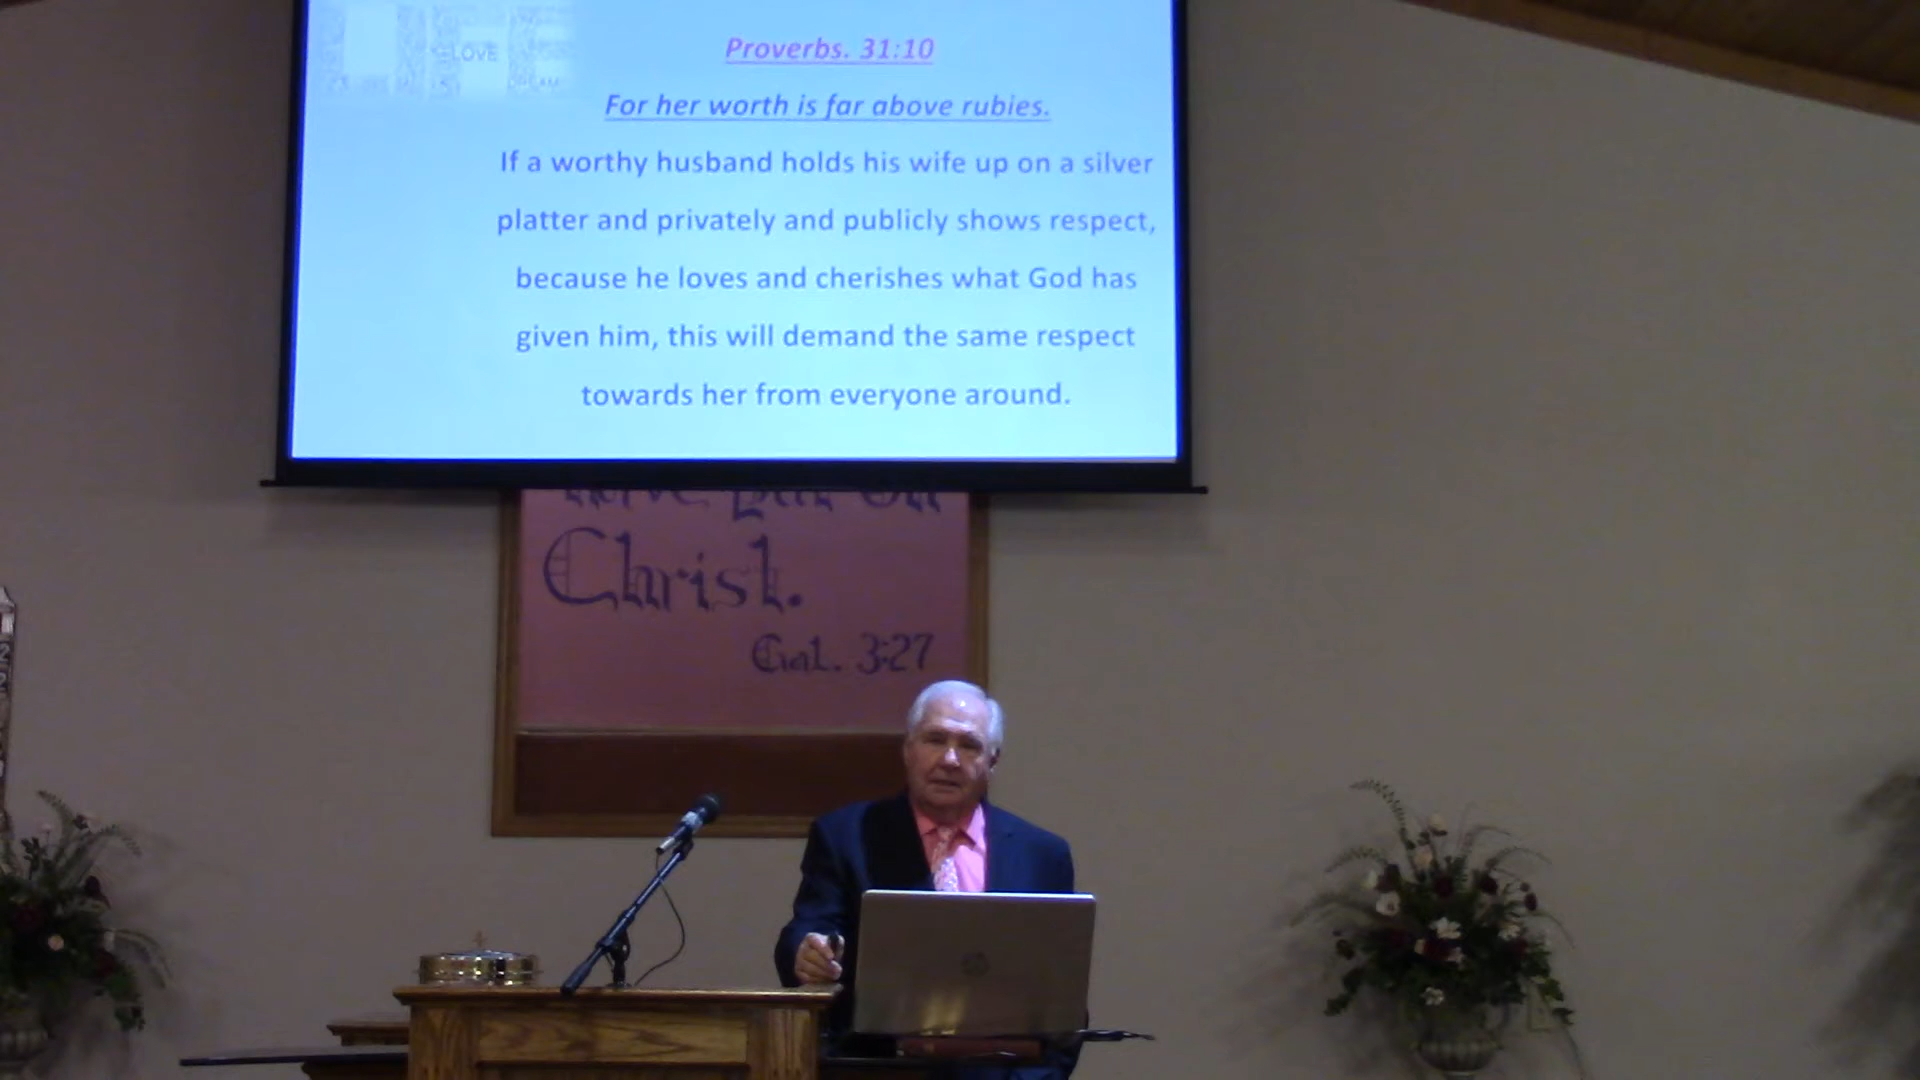 LOVE
Proverbs. 31:10
For her worth is far above rubies.
If a worthy husband holds his wife up on a silver
platter and privately and publicly shows respect,
because he loves and cherishes what God has
given him, this will demand the same respect
towards her from everyone around.
Christ.
Gal. 3:27